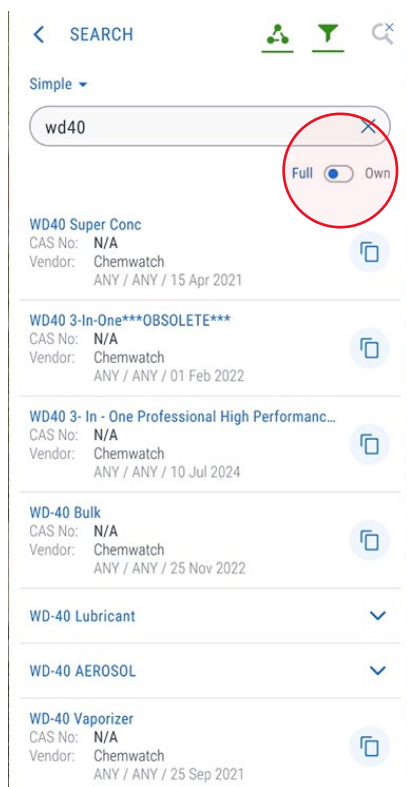 SEARCH
Simple
wd40
Full Own
WD40 Super Conc
CAS No: N/A
Vendor: Chemwatch
ANY / ANY / 15 Apr 2021
WD40 3-In-One***OBSOLETE***
CAS No: N/A
Vendor: Chemwatch
ANY / ANY / 01 Feb 2022
WD40 3- In - One Professional High Performanc...
CAS No: N/A
Vendor: Chemwatch
ANY / ANY / 10 Jul 2024
WD-40 Bulk
CAS No: N/A
Vendor: Chemwatch
ANY / ANY / 25 Nov 2022
WD-40 Lubricant
WD-40 AEROSOL
WD-40 Vaporizer
CAS No: N/A
Vendor: Chemwatch
ANY / ANY / 25 Sep 2021